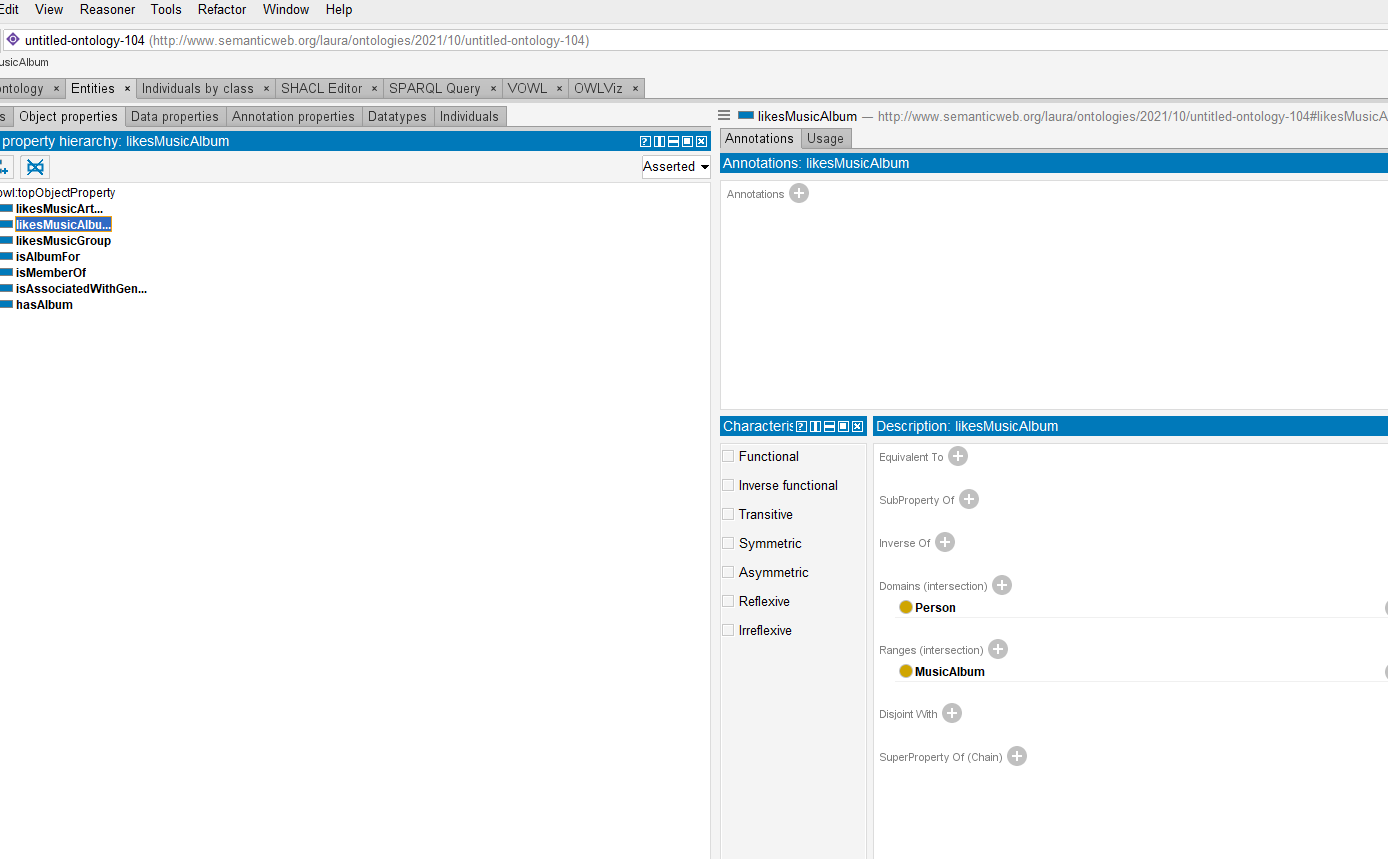 Edit View Reasoner Tools Refactor Window Help
untitled-ontology-104 (http://www.semanticweb.org/laura/ontologies/2021/10/untitled-ontology-104)
usicAlbum
ontology × Entities × Individuals by class × SHACL Editor × SPARQL Query × VOWL × OWLViz ×
s Object properties Data properties Annotation properties Datatypes Individuals
property hierarchy: likesMusicAlbum
Asserted
owl:topObjectProperty
likesMusicArt...
likesMusicAlbu...
likesMusicGroup
isAlbumFor
isMemberOf
isAssociatedWithGen...
hasAlbum
likesMusicAlbum — http://www.semanticweb.org/laura/ontologies/2021/10/untitled-ontology-104#likesMusicA
Annotations Usage
Annotations: likesMusicAlbum
Annotations
Characteris
Functional
Inverse functional
Transitive
Symmetric
Asymmetric
Reflexive
Irreflexive
Description: likesMusicAlbum
Equivalent To
SubProperty Of
Inverse Of
Domains (intersection)
Person
Ranges (intersection)
MusicAlbum
Disjoint With
SuperProperty Of (Chain)